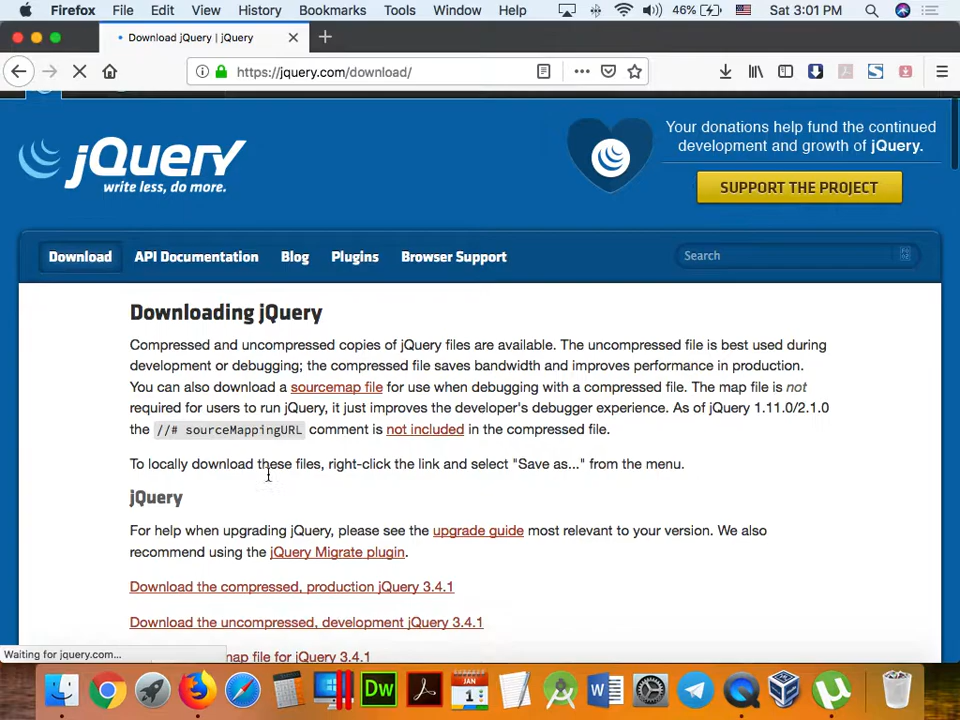 Firefox File Edit View History Bookmarks Tools Window Help 46% Sat 3:01 PM
Download jQuery | jQuery
https://jquery.com/download/
jQuery
write less, do more.
Your donations help fund the continued
development and growth of jQuery.
SUPPORT THE PROJECT
Download API Documentation Blog Plugins Browser Support Search
Downloading jQuery
Compressed and uncompressed copies of jQuery files are available. The uncompressed file is best used during
development or debugging; the compressed file saves bandwidth and improves performance in production.
You can also download a sourcemap file for use when debugging with a compressed file. The map file is not
required for users to run jQuery, it just improves the developer's debugger experience. As of jQuery 1.11.0/2.1.0
the //# sourceMappingURL comment is not included in the compressed file.
To locally download these files, right-click the link and select "Save as..." from the menu.
jQuery
For help when upgrading jQuery, please see the upgrade guide most relevant to your version. We also
recommend using the jQuery Migrate plugin.
Download the compressed, production jQuery 3.4.1
Download the uncompressed, development jQuery 3.4.1
map file for jQuery 3.4.1
Waiting for jquery.com...
Dw
JAN
1
W